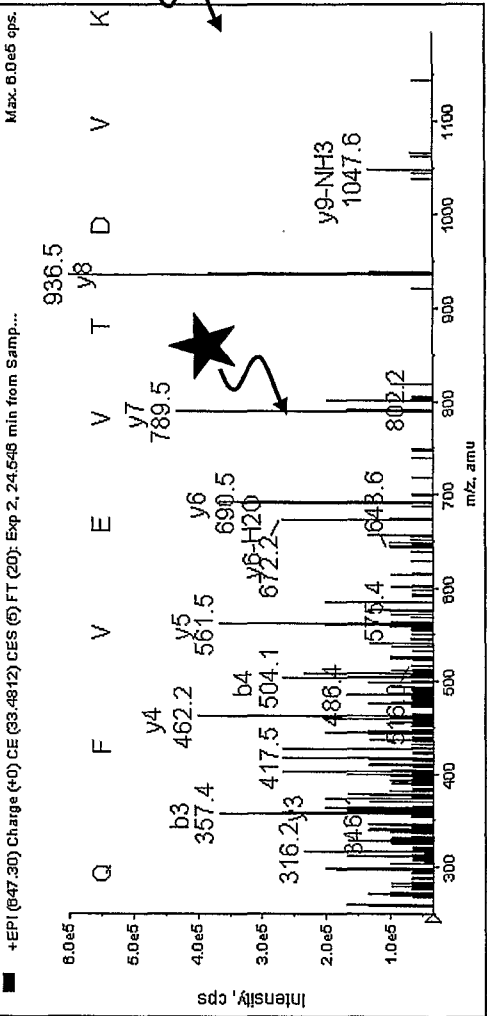 +EPI (647.30) Charge (+0) CE (33.4812) CES (5) FT (20): Exp 2, 24.546 min from Samp...
Max. 6.0e5 cps.
Q F V E V T D V K
6.0e5
5.0e5
4.0e5
3.0e5
2.0e5
1.0e5
Intensity, cps
b3
357.4
316.2
y3
346.
417.5
y4
462.2
b4
504.1
486.4
y5
561.5
575.4
y6
690.5
y6-H2O
672.2
643.6
y7
789.5
802.2
936.5
y8
y9-NH3
1047.6
300 400 500 600 700 800 900 1000 1100
m/z, amu